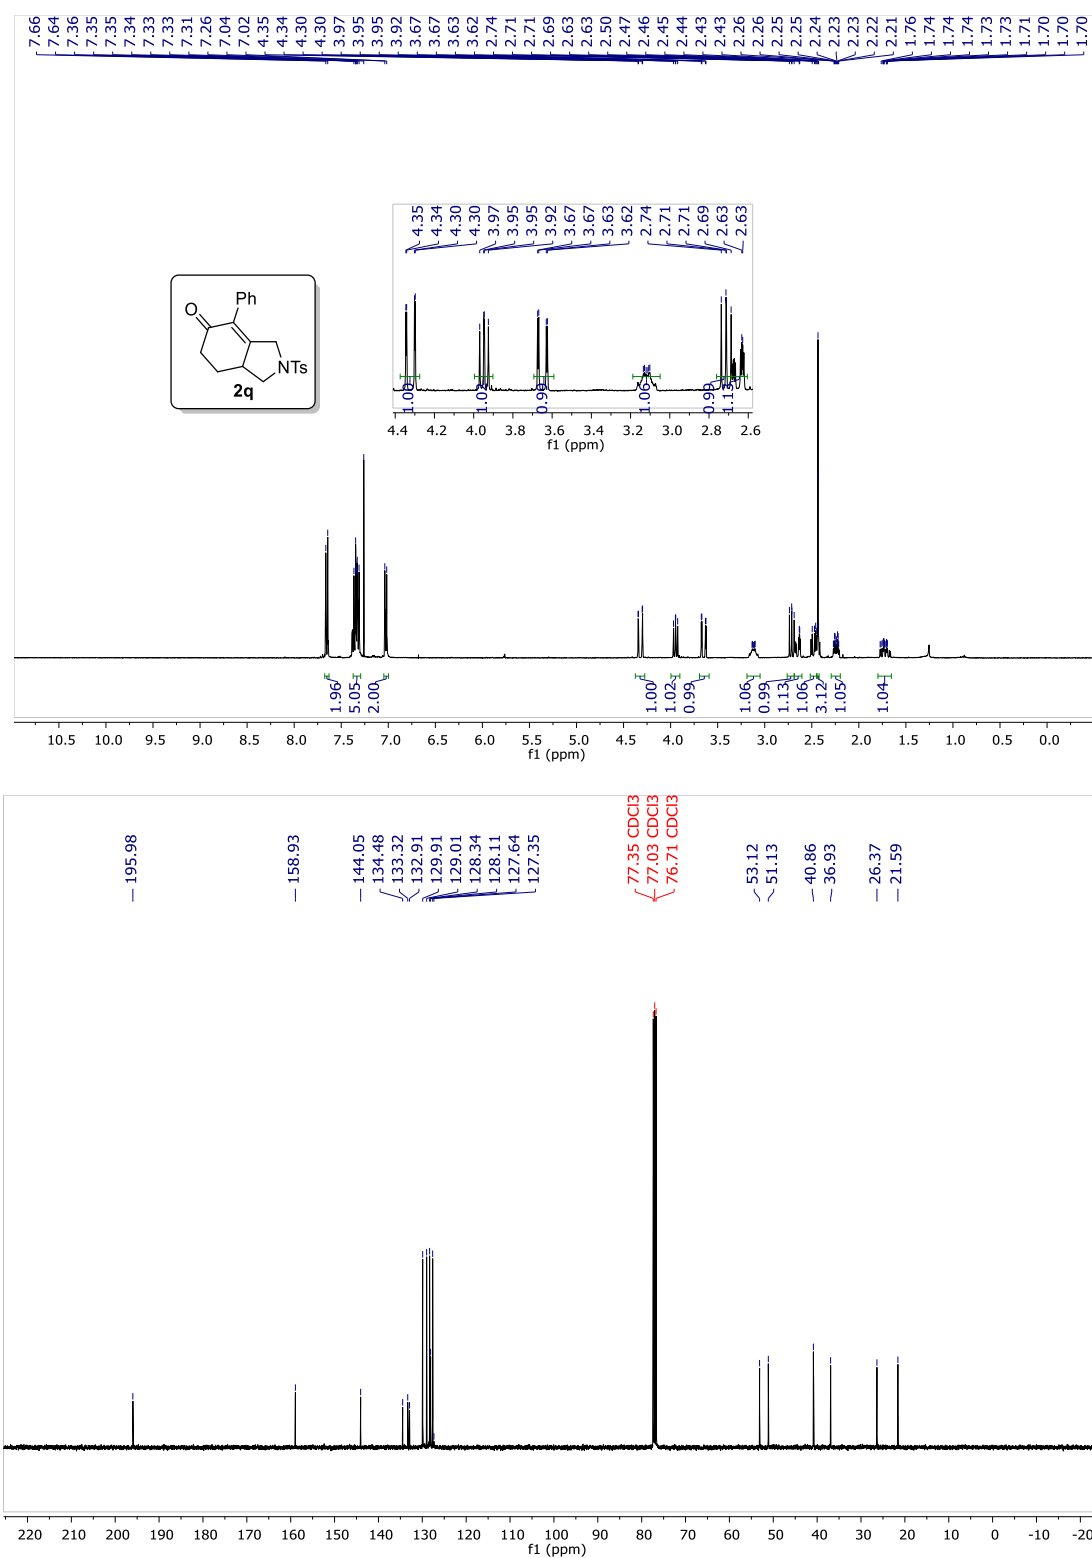 7.66 7.64 7.36 7.35 7.35 7.34 7.33 7.33 7.31 7.26 7.04 7.02 4.35 4.34 4.30 4.30 3.97 3.95 3.95 3.92 3.67 3.67 3.63 3.62 2.74 2.71 2.71 2.69 2.63 2.63 2.50 2.47 2.46 2.45 2.44 2.43 2.43 2.26 2.26 2.25 2.25 2.24 2.23 2.23 2.22 2.21 1.76 1.74 1.74 1.74 1.73 1.73 1.71 1.70 1.70 1.70
4.35 4.34 4.30 4.30 3.97 3.95 3.95 3.92 3.67 3.67 3.63 3.62 2.74 2.71 2.71 2.69 2.63 2.63
Ph
O
NTs
2q
1.00 1.02 0.99 1.06 0.99 1.13
4.4 4.2 4.0 3.8 3.6 3.4 3.2 3.0 2.8 2.6
f1 (ppm)
1.96 5.05 2.00 1.00 1.02 0.99 1.06 0.99 1.13 1.06 3.12 1.05 1.04
10.5 10.0 9.5 9.0 8.5 8.0 7.5 7.0 6.5 6.0 5.5 5.0 4.5 4.0 3.5 3.0 2.5 2.0 1.5 1.0 0.5 0.0
f1 (ppm)
195.98 158.93 144.05 134.48 133.32 132.91 129.91 129.01 128.34 128.11 127.64 127.35 77.35 CDCl3 77.03 CDCl3 76.71 CDCl3 53.12 51.13 40.86 36.93 26.37 21.59
220 210 200 190 180 170 160 150 140 130 120 110 100 90 80 70 60 50 40 30 20 10 0 -10 -20
f1 (ppm)